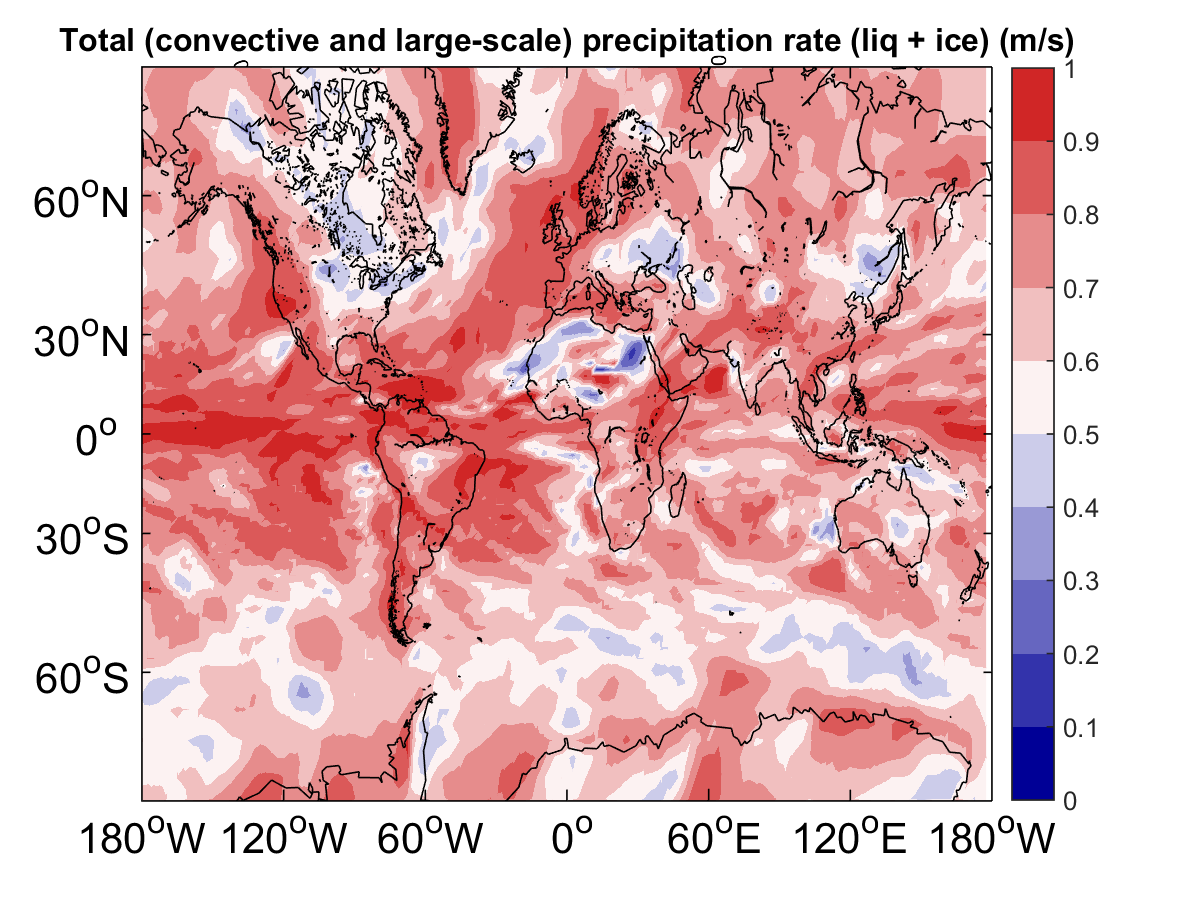 Total (convective and large-scale) precipitation rate (liq + ice) (m/s)
1
0.9
0.8
0.7
0.6
0.5
0.4
0.3
0.2
0.1
0
60°N
30°N
0°
30°S
60°S
180°W 120°W 60°W 0° 60°E 120°E 180°W